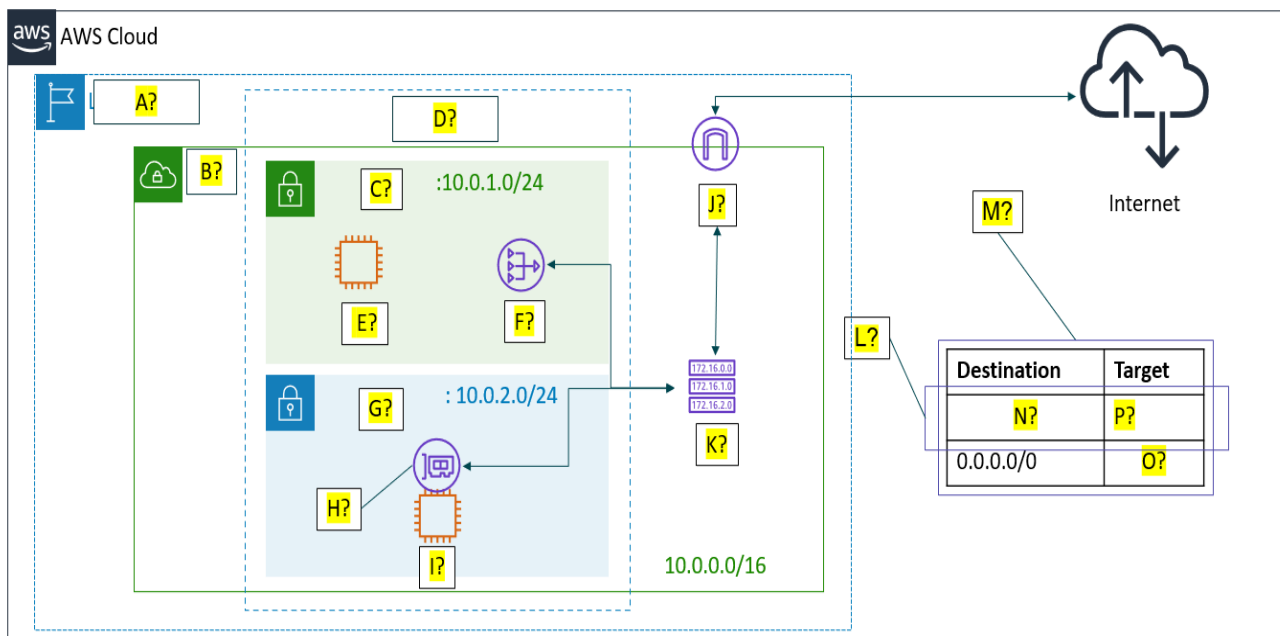 aws
AWS Cloud
A?
D?
B?
C?
:10.0.1.0/24
E?
F?
G?
: 10.0.2.0/24
H?
I?
10.0.0.0/16
J?
172.16.0.0
172.16.1.0
172.16.2.0
K?
Internet
M?
L?
Destination Target
N? P?
0.0.0.0/0 O?